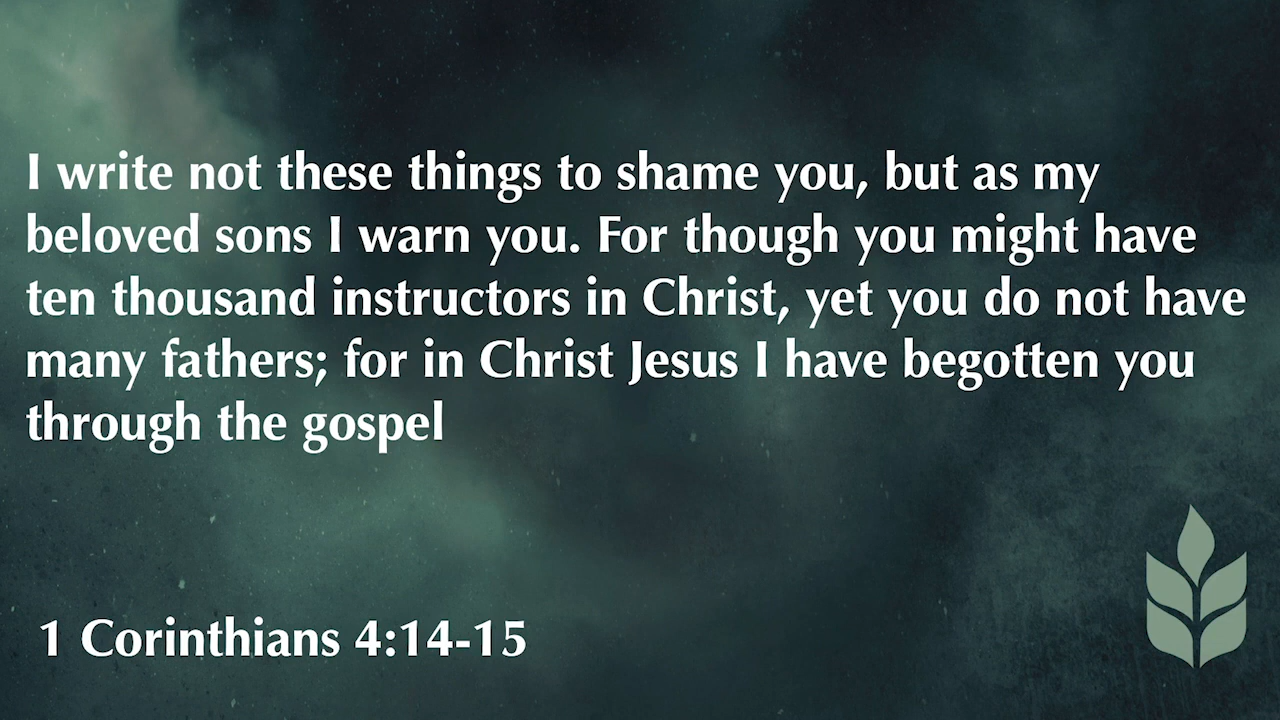 I write not these things to shame you, but as my
beloved sons I warn you. For though you might have
ten thousand instructors in Christ, yet you do not have
many fathers; for in Christ Jesus I have begotten you
through the gospel
1 Corinthians 4:14-15